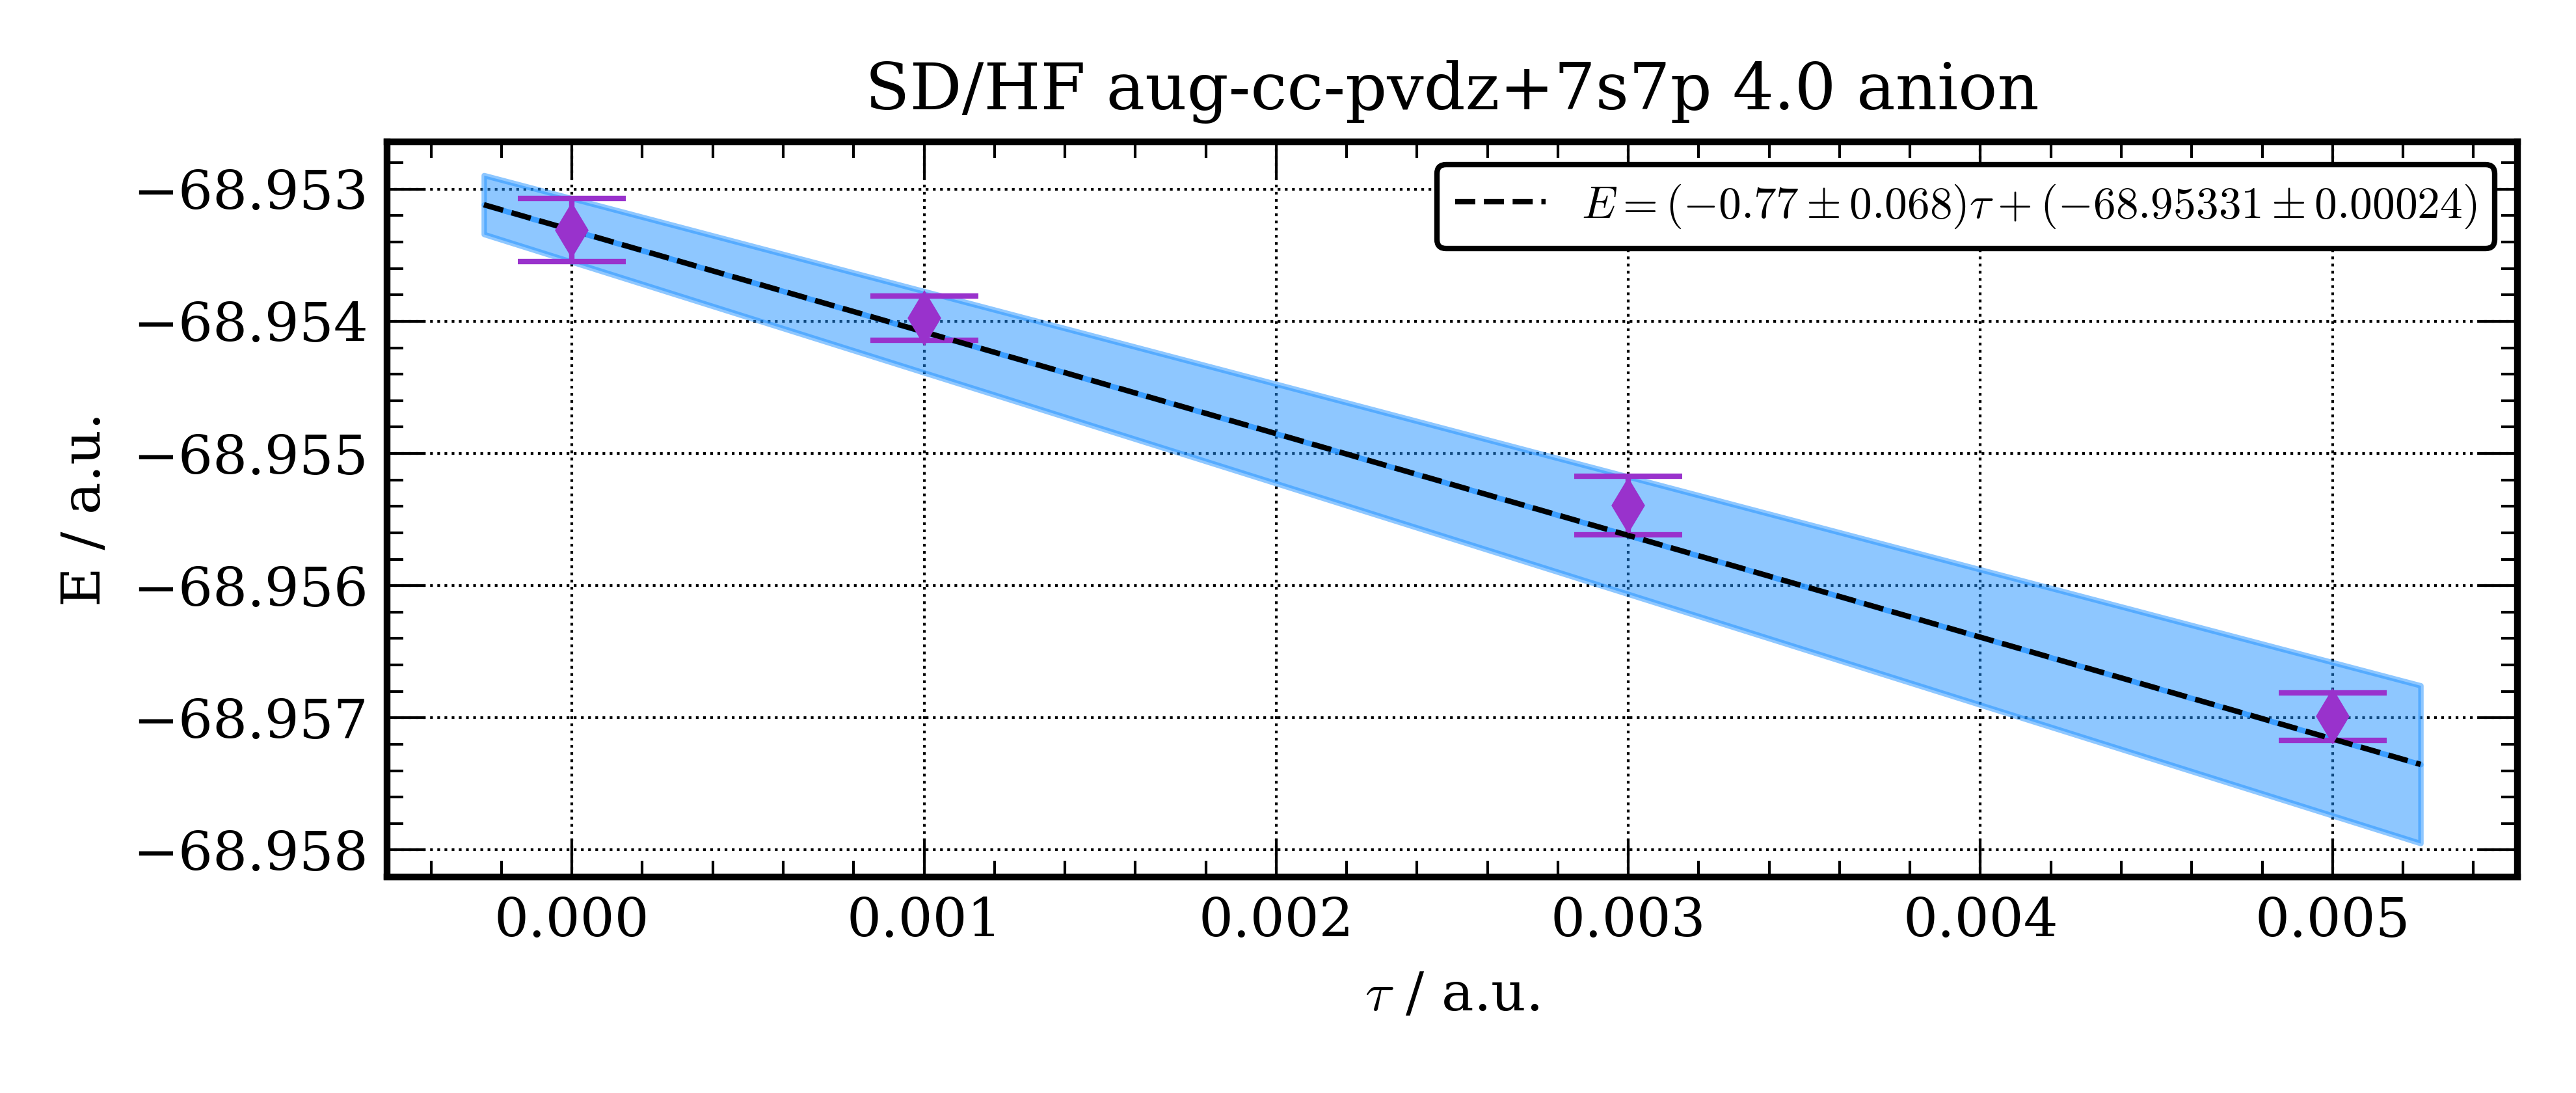 SD/HF aug-cc-pvdz+7s7p 4.0 anion
E = (−0.77 ± 0.068)τ + (−68.95331 ± 0.00024)
−68.953
−68.954
−68.955
−68.956
−68.957
−68.958
E / a.u.
0.000 0.001 0.002 0.003 0.004 0.005
τ / a.u.